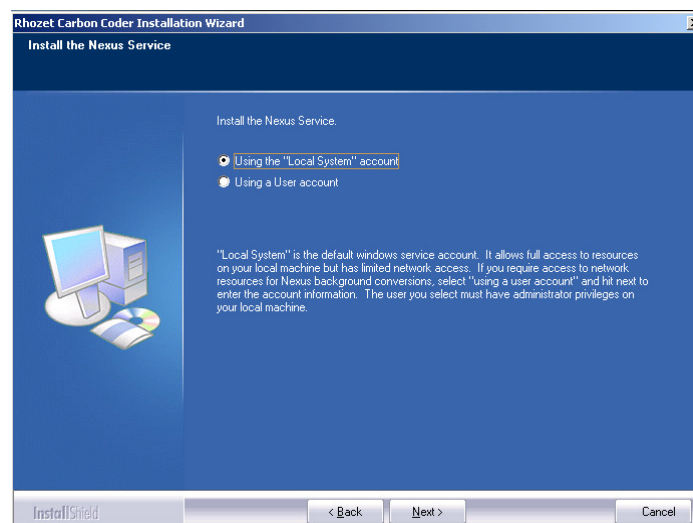 Rhozet Carbon Coder Installation Wizard
Install the Nexus Service
Install the Nexus Service.
Using the "Local System" account
Using a User account
"Local System" is the default windows service account. It allows full access to resources
on your local machine but has limited network access. If you require access to network
resources for Nexus background conversions, select "using a user account" and hit next to
enter the account information. The user you select must have administrator privileges on
your local machine.
InstallShield
< Back
Next >
Cancel